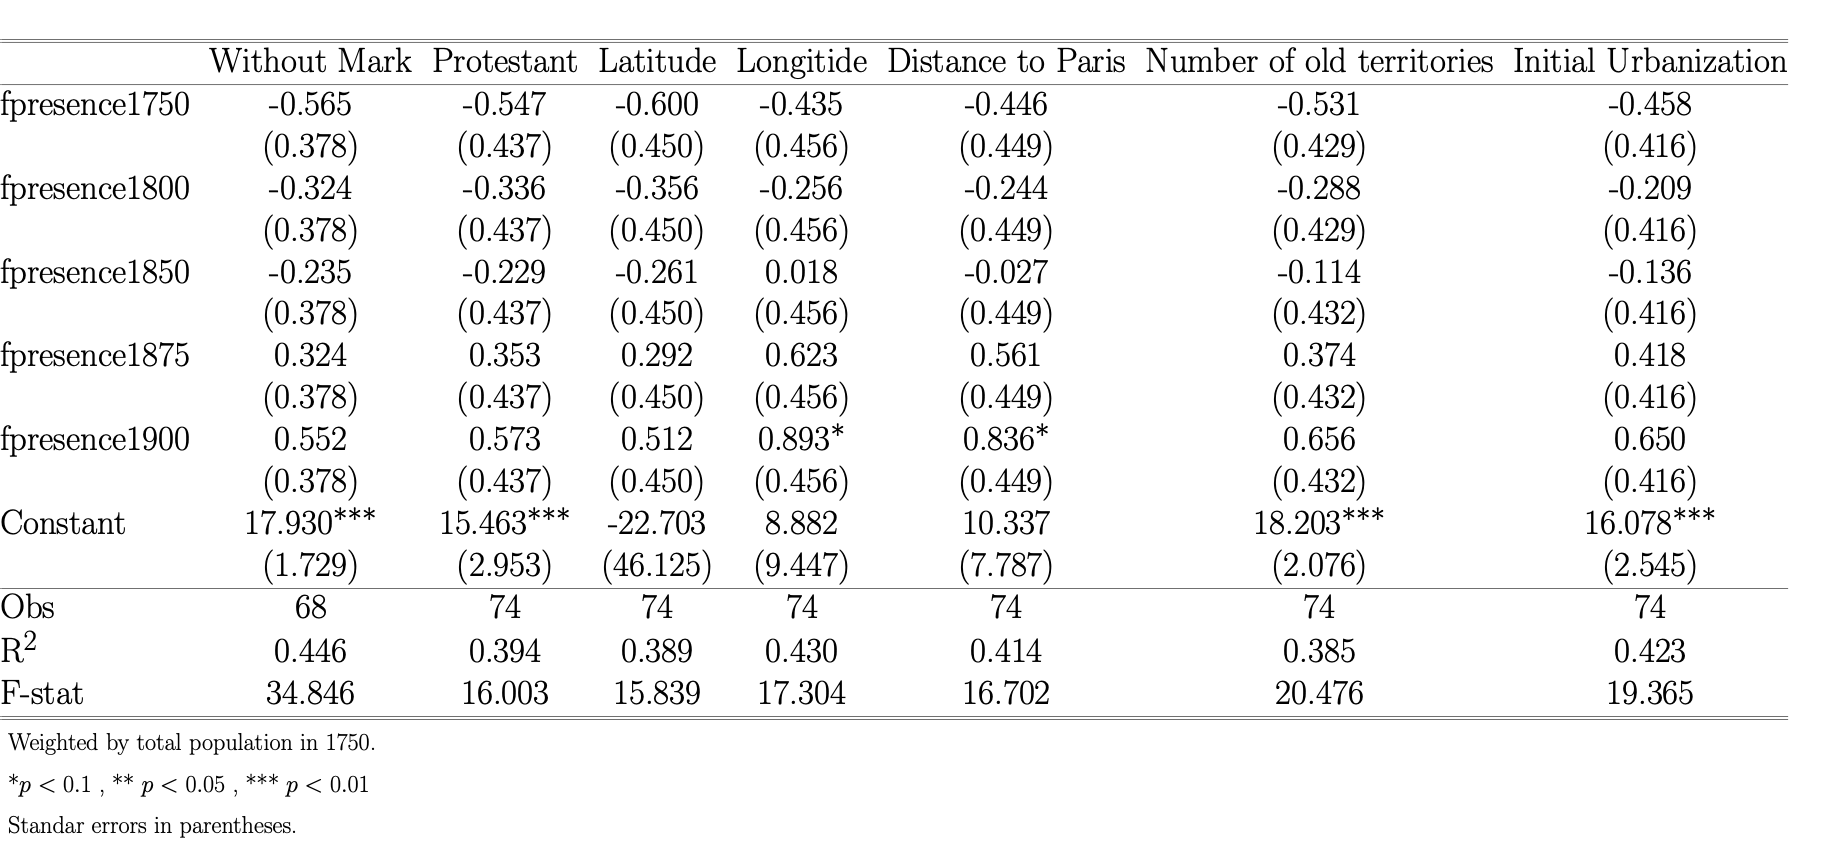 Without Mark Protestant Latitude Longitide Distance to Paris Number of old territories Initial Urbanization
fpresence1750 -0.565 -0.547 -0.600 -0.435 -0.446 -0.531 -0.458
(0.378) (0.437) (0.450) (0.456) (0.449) (0.429) (0.416)
fpresence1800 -0.324 -0.336 -0.356 -0.256 -0.244 -0.288 -0.209
(0.378) (0.437) (0.450) (0.456) (0.449) (0.429) (0.416)
fpresence1850 -0.235 -0.229 -0.261 0.018 -0.027 -0.114 -0.136
(0.378) (0.437) (0.450) (0.456) (0.449) (0.432) (0.416)
fpresence1875 0.324 0.353 0.292 0.623 0.561 0.374 0.418
(0.378) (0.437) (0.450) (0.456) (0.449) (0.432) (0.416)
fpresence1900 0.552 0.573 0.512 0.893* 0.836* 0.656 0.650
(0.378) (0.437) (0.450) (0.456) (0.449) (0.432) (0.416)
Constant 17.930*** 15.463*** -22.703 8.882 10.337 18.203*** 16.078***
(1.729) (2.953) (46.125) (9.447) (7.787) (2.076) (2.545)
Obs 68 74 74 74 74 74 74
R² 0.446 0.394 0.389 0.430 0.414 0.385 0.423
F-stat 34.846 16.003 15.839 17.304 16.702 20.476 19.365
Weighted by total population in 1750.
*p < 0.1 , ** p < 0.05 , *** p < 0.01
Standar errors in parentheses.